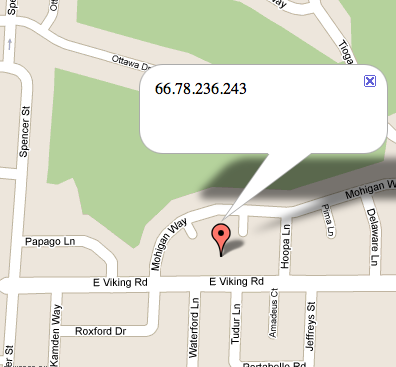 Ottawa Dr
Tioga
66.78.236.243
Spencer St
Mohigan Way
Mohigan W
Pima Ln
Delaware Ln
Papago Ln
Hoopa Ln
E Viking Rd
E Viking Rd
Kamden Way
Roxford Dr
Waterford Ln
Tudur Ln
Amadeus Ct
Jeffreys St
er St
Portabello Rd